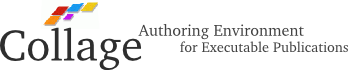 Collage Authoring Environment
for Executable Publications